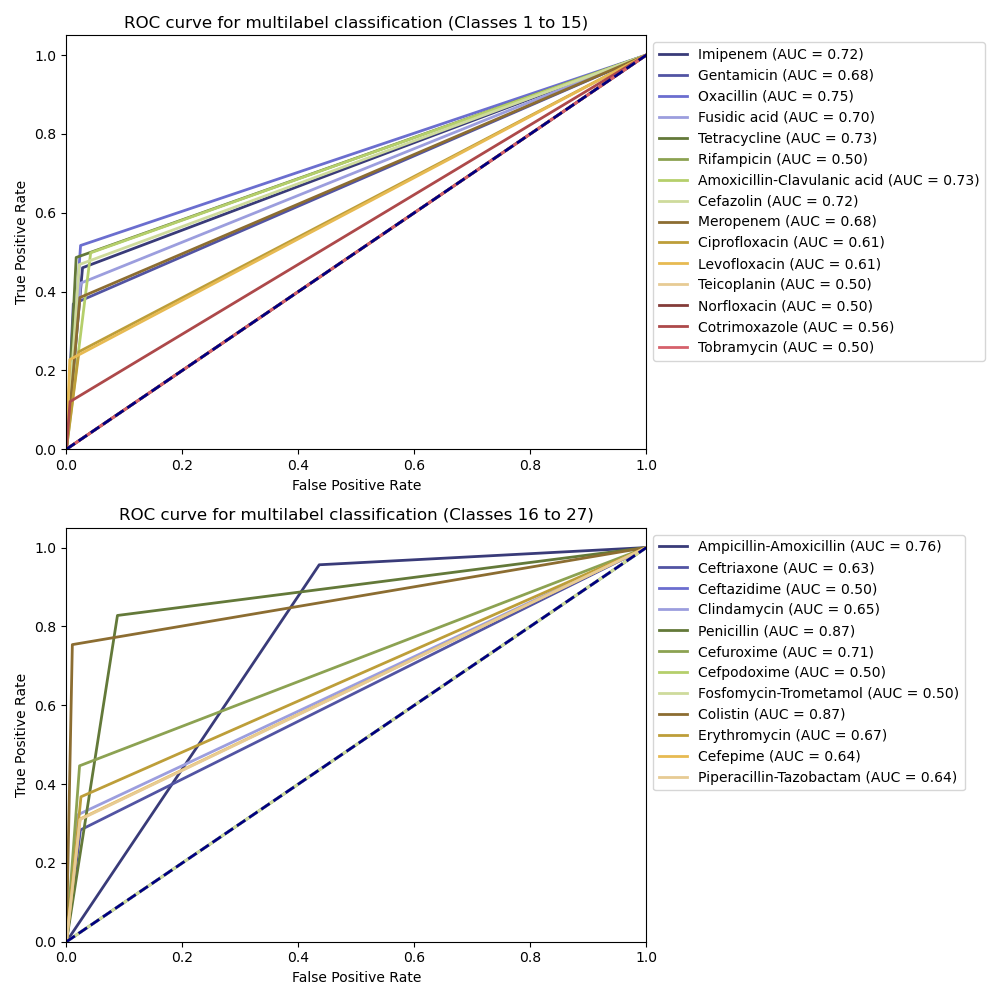 ROC curve for multilabel classification (Classes 1 to 15)
1.0
0.8
0.6
0.4
0.2
0.0
True Positive Rate
0.0 0.2 0.4 0.6 0.8 1.0
False Positive Rate
Imipenem (AUC = 0.72)
Gentamicin (AUC = 0.68)
Oxacillin (AUC = 0.75)
Fusidic acid (AUC = 0.70)
Tetracycline (AUC = 0.73)
Rifampicin (AUC = 0.50)
Amoxicillin-Clavulanic acid (AUC = 0.73)
Cefazolin (AUC = 0.72)
Meropenem (AUC = 0.68)
Ciprofloxacin (AUC = 0.61)
Levofloxacin (AUC = 0.61)
Teicoplanin (AUC = 0.50)
Norfloxacin (AUC = 0.50)
Cotrimoxazole (AUC = 0.56)
Tobramycin (AUC = 0.50)
ROC curve for multilabel classification (Classes 16 to 27)
1.0
0.8
0.6
0.4
0.2
0.0
True Positive Rate
0.0 0.2 0.4 0.6 0.8 1.0
False Positive Rate
Ampicillin-Amoxicillin (AUC = 0.76)
Ceftriaxone (AUC = 0.63)
Ceftazidime (AUC = 0.50)
Clindamycin (AUC = 0.65)
Penicillin (AUC = 0.87)
Cefuroxime (AUC = 0.71)
Cefpodoxime (AUC = 0.50)
Fosfomycin-Trometamol (AUC = 0.50)
Colistin (AUC = 0.87)
Erythromycin (AUC = 0.67)
Cefepime (AUC = 0.64)
Piperacillin-Tazobactam (AUC = 0.64)